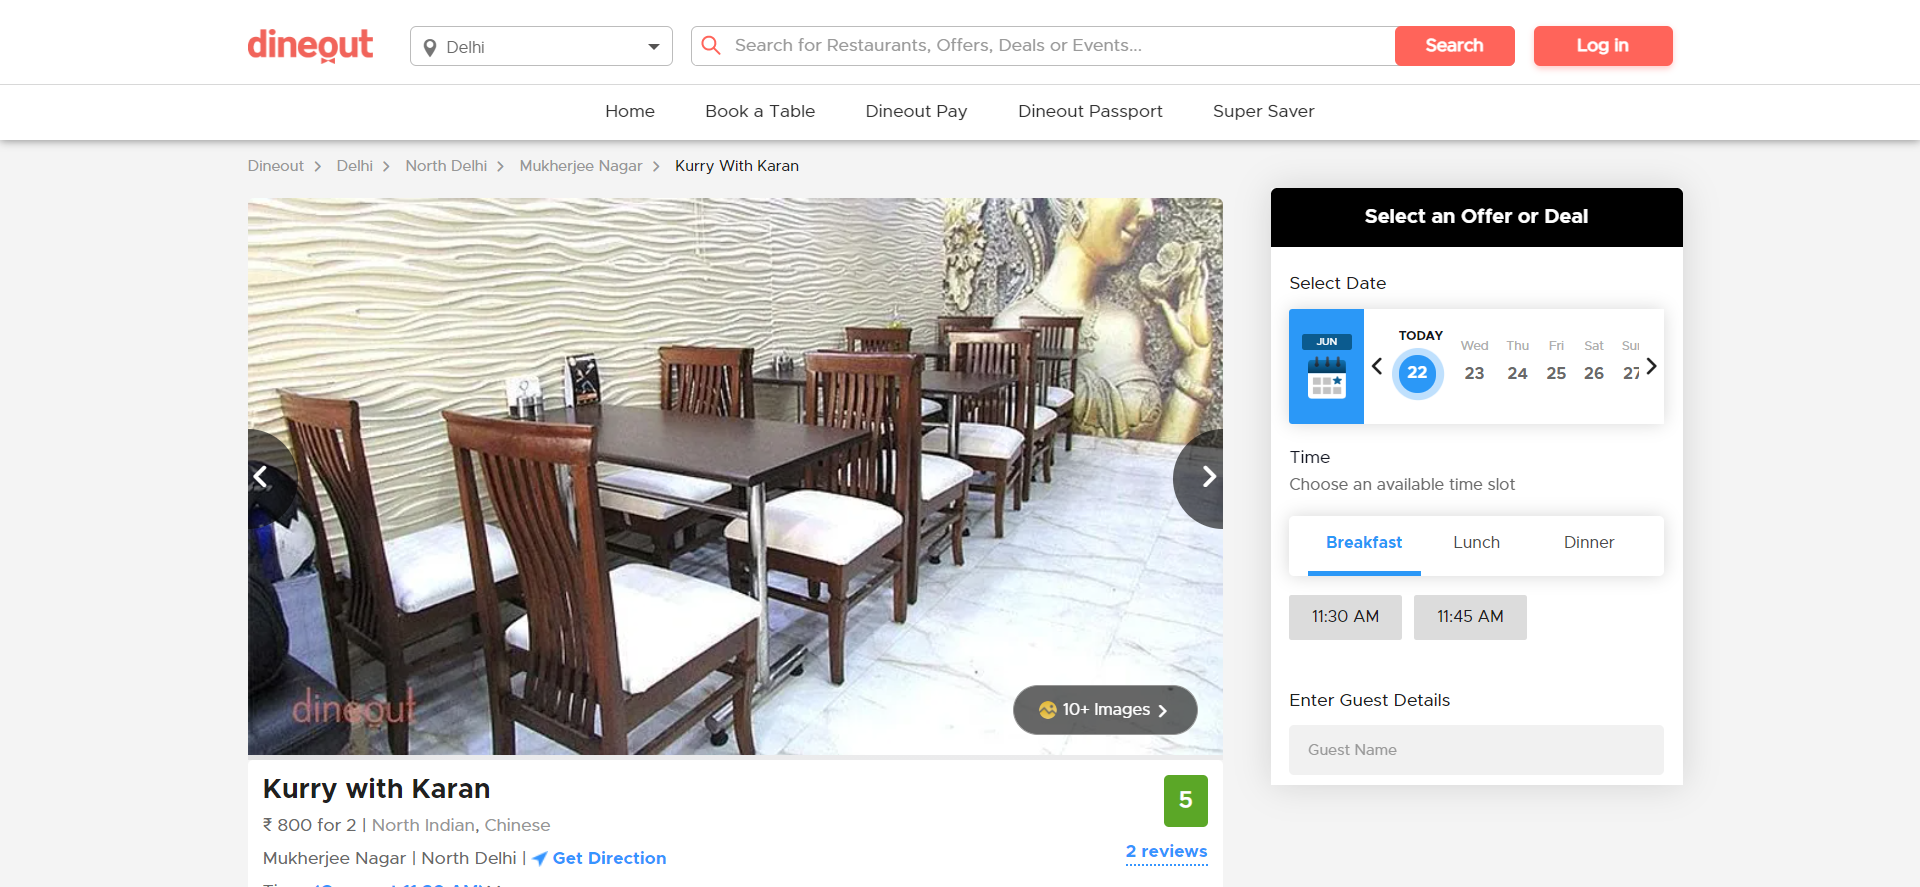 dineout
Delhi
Search for Restaurants, Offers, Deals or Events...
Search
Log in
Home
Book a Table
Dineout Pay
Dineout Passport
Super Saver
Dineout
Delhi
North Delhi
Mukherjee Nagar
Kurry With Karan
dineout
10+ Images
Kurry with Karan
₹ 800 for 2 | North Indian, Chinese
Mukherjee Nagar | North Delhi | Get Direction
5
2 reviews
Select an Offer or Deal
Select Date
JUN
TODAY Wed Thu Fri Sat
22 23 24 25 26 27
Time
Choose an available time slot
Breakfast
Lunch
Dinner
11:30 AM
11:45 AM
Enter Guest Details
Guest Name